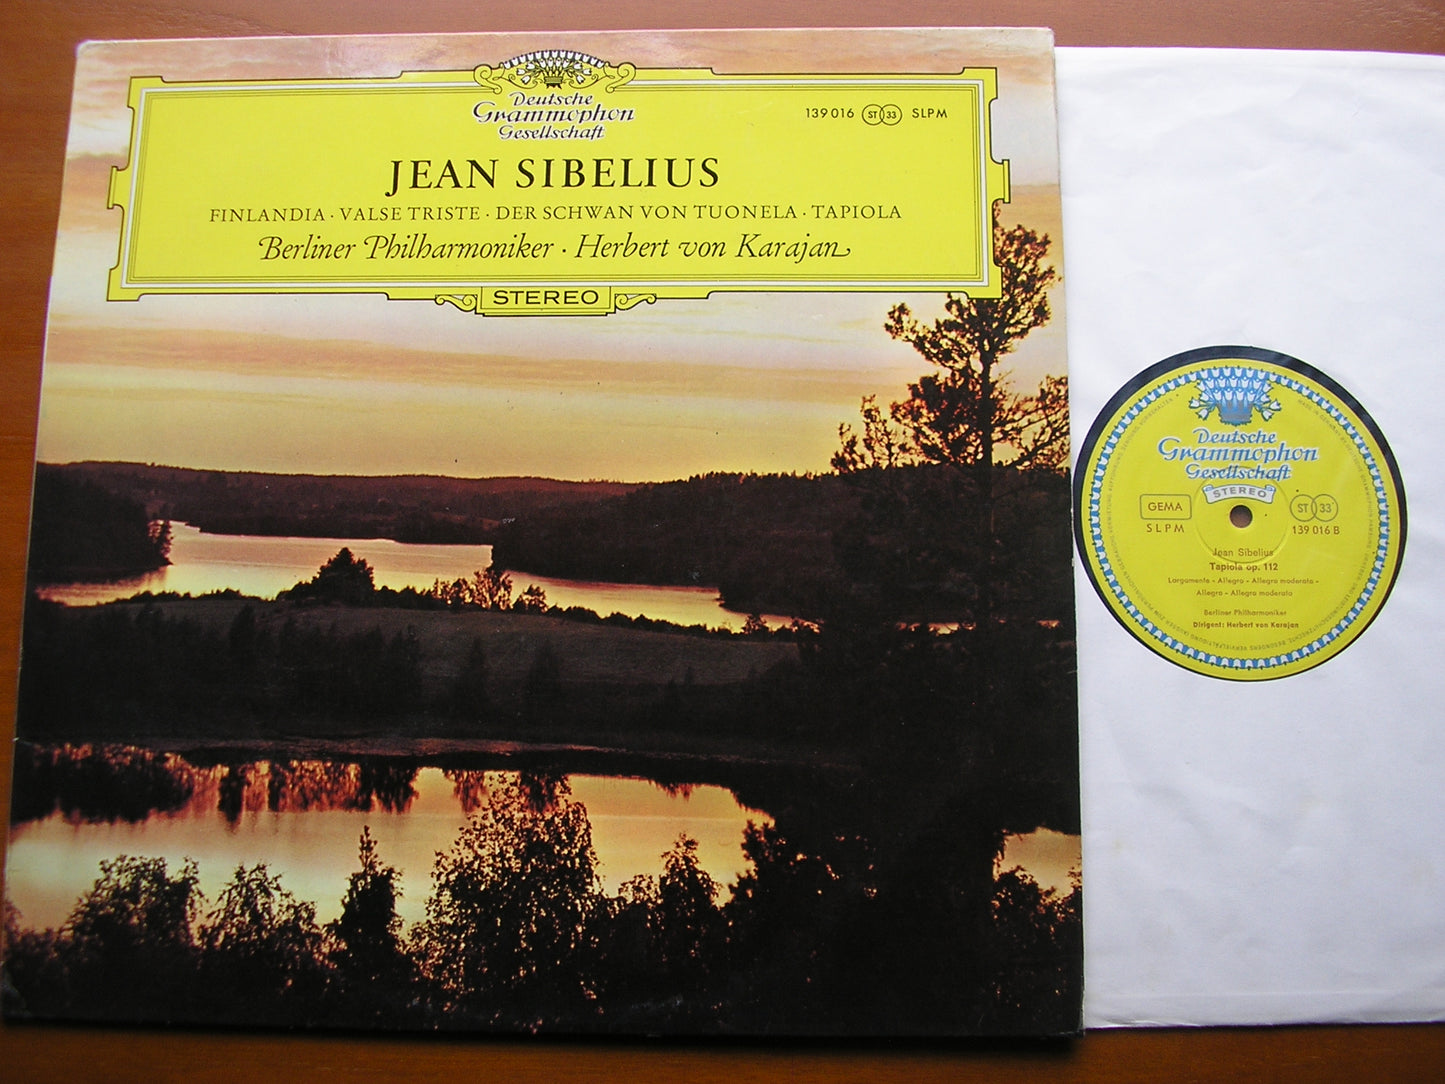 Deutsche
Grammophon
Gesellschaft
139 016 ST 33 SLPM
JEAN SIBELIUS
FINLANDIA · VALSE TRISTE · DER SCHWAN VON TUONELA · TAPIOLA
Berliner Philharmoniker · Herbert von Karajan
STEREO
Deutsche
Grammophon
Gesellschaft
STEREO
GEMA
SLPM
ST 33
139 016 B
Jean Sibelius
Tapiola op. 112
Largamente - Allegro - Allegro moderato -
Allegro - Allegro moderato
Berliner Philharmoniker
Dirigent: Herbert von Karajan